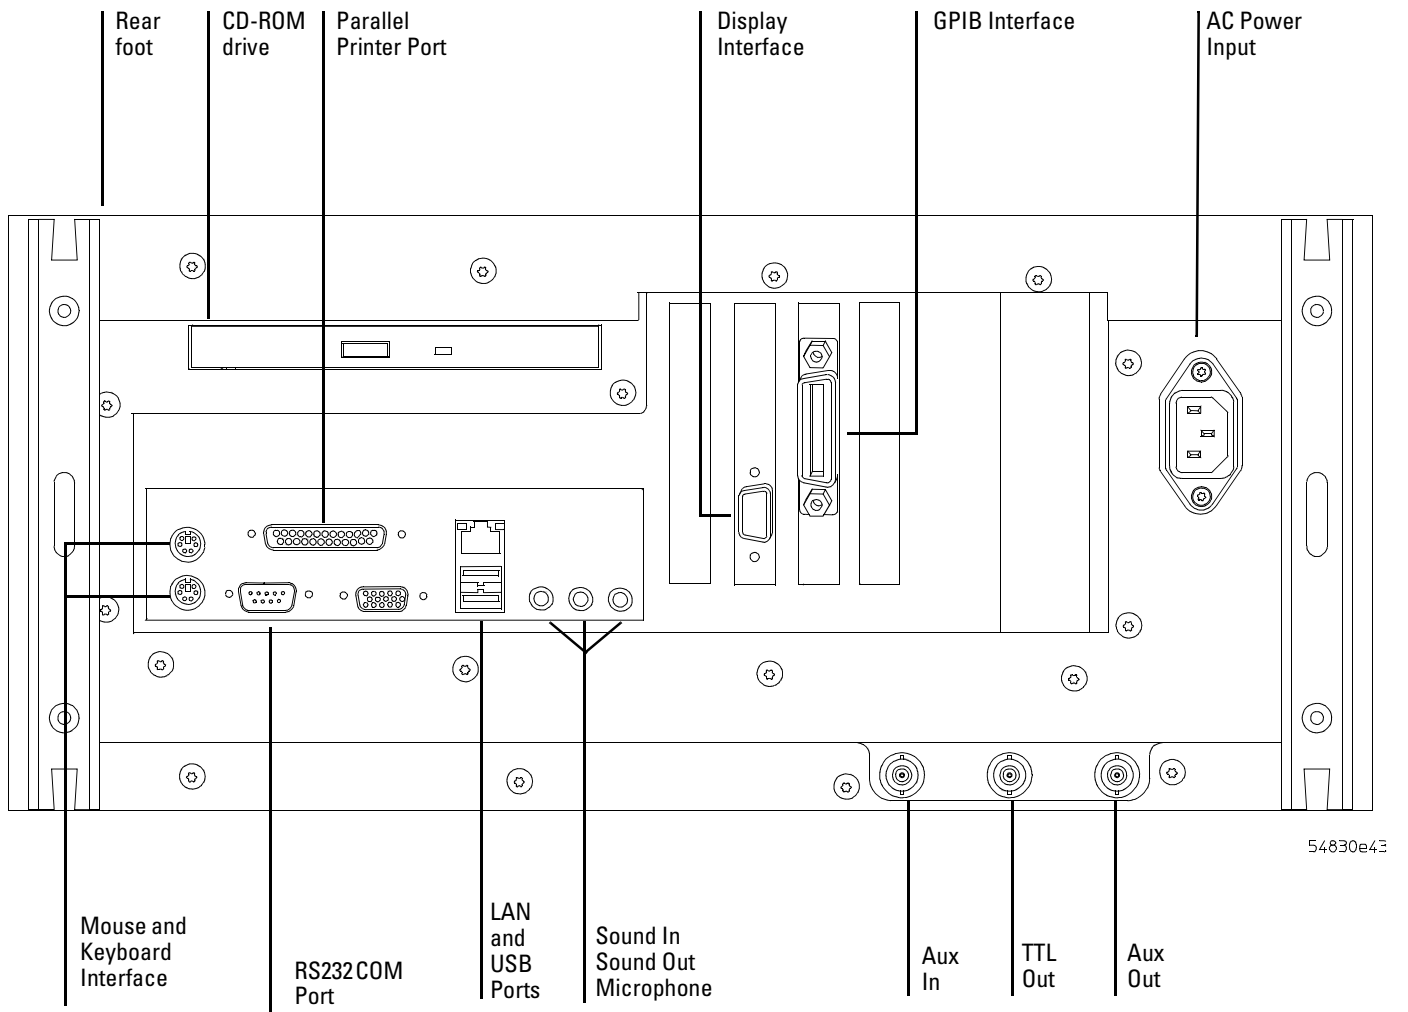 Rear
foot
CD-ROM
drive
Parallel
Printer Port
Display
Interface
GPIB Interface
AC Power
Input
54830e43
Mouse and
Keyboard
Interface
RS232 COM
Port
LAN
and
USB
Ports
Sound In
Sound Out
Microphone
Aux
In
TTL
Out
Aux
Out